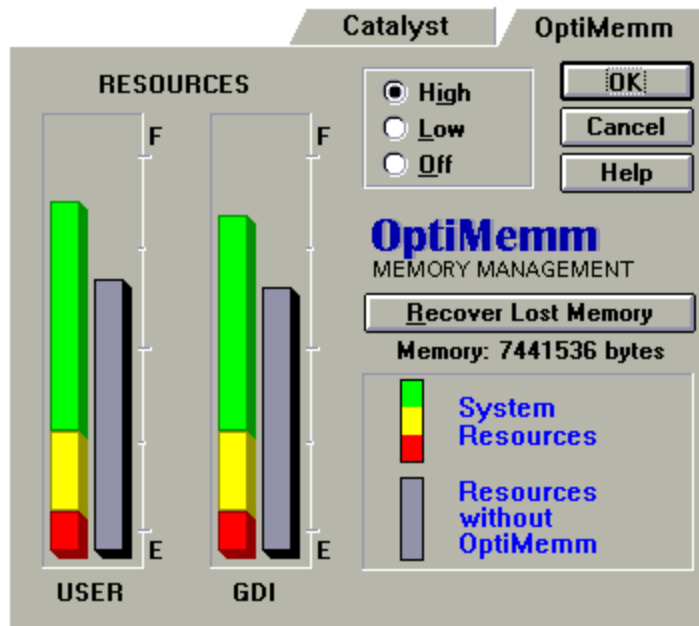 Catalyst
OptiMemm
RESOURCES
F
F
E
E
USER
GDI
High
Low
Off
OK
Cancel
Help
OptiMemm
MEMORY MANAGEMENT
Recover Lost Memory
Memory: 7441536 bytes
System
Resources
Resources
without
OptiMemm